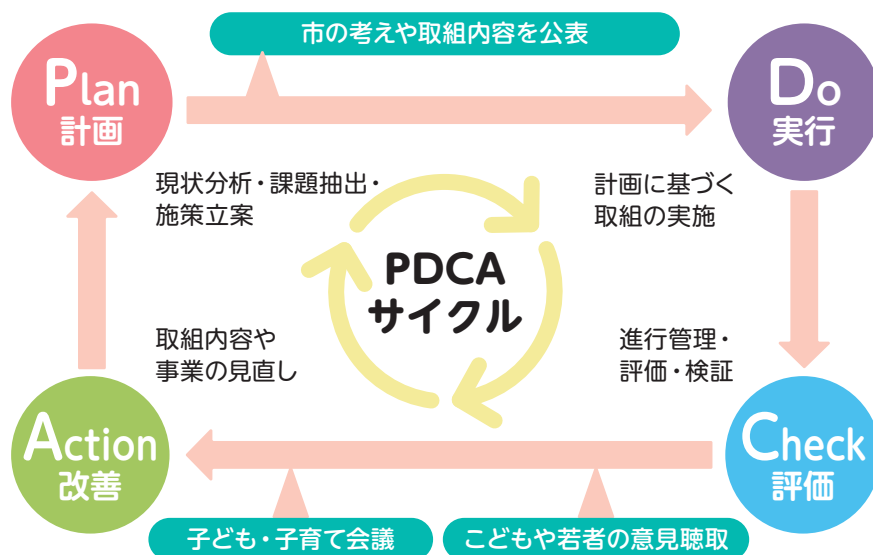 市の考えや取組内容を公表
Plan
計画
Do
実行
現状分析・課題抽出・
施策立案
計画に基づく
取組の実施
PDCA
サイクル
取組内容や
事業の見直し
進行管理・
評価・検証
Action
改善
Check
評価
子ども・子育て会議
こどもや若者の意見聴取